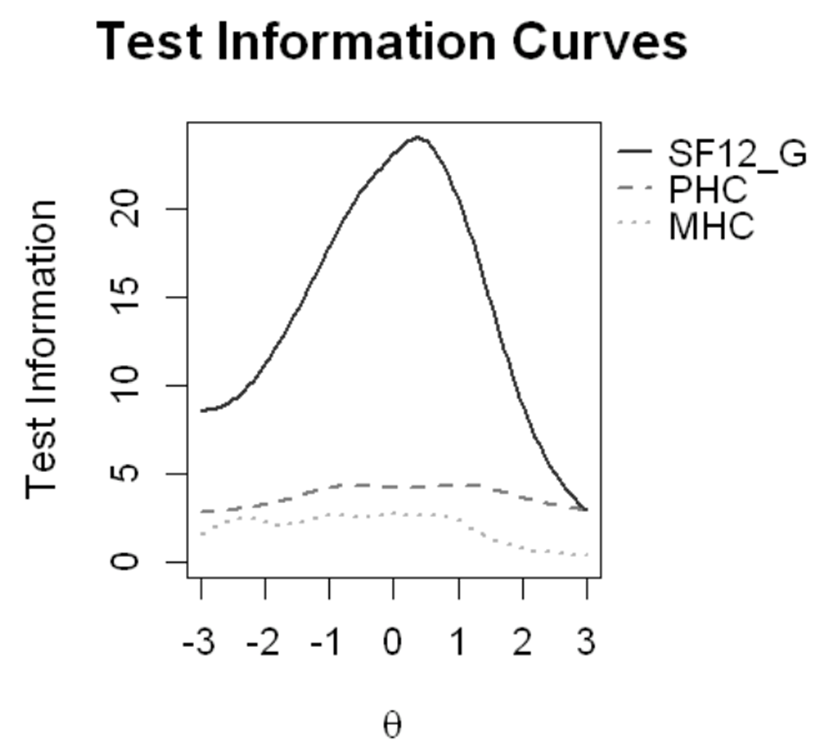 Test Information Curves
SF12_G
PHC
MHC
Test Information
20
15
10
5
0
-3 -2 -1 0 1 2 3
θ